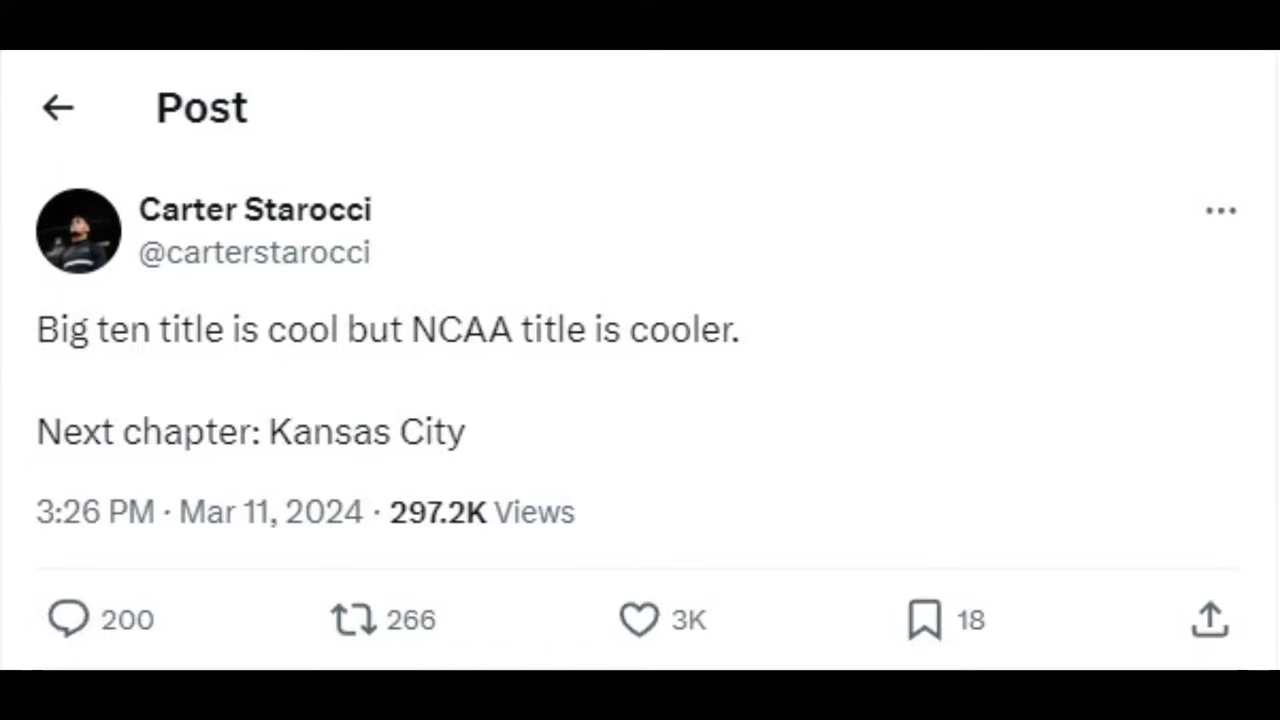 Post
Carter Starocci
@carterstarocci
Big ten title is cool but NCAA title is cooler.
Next chapter: Kansas City
3:26 PM · Mar 11, 2024 · 297.2K Views
200 266 3K 18